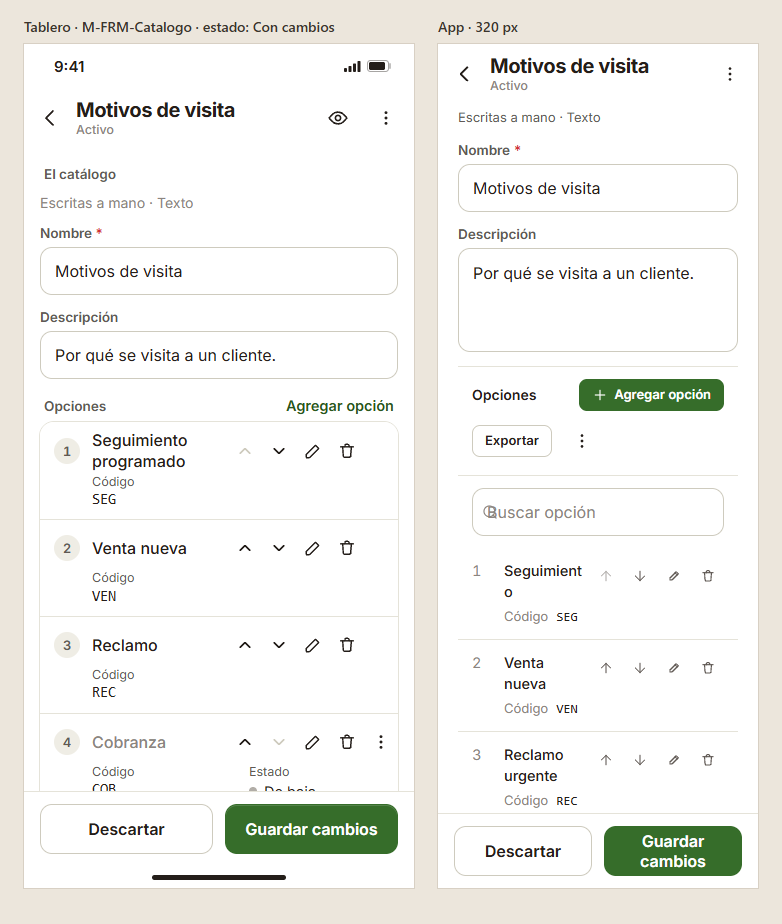 Tablero · M-FRM-Catalogo · estado: Con cambios
9:41
Motivos de visita
Activo
El catálogo
Escritas a mano · Texto
Nombre *
Motivos de visita
Descripción
Por qué se visita a un cliente.
Opciones
Agregar opción
1
Seguimiento
programado
Código
SEG
2
Venta nueva
Código
VEN
3
Reclamo
Código
REC
4
Cobranza
Código
Estado
COB
De baja
Descartar
Guardar cambios
App · 320 px
Motivos de visita
Activo
Escritas a mano · Texto
Nombre *
Motivos de visita
Descripción
Por qué se visita a un cliente.
Opciones
+ Agregar opción
Exportar
Buscar opción
1
Seguimient
o
Código SEG
2
Venta
nueva
Código VEN
3
Reclamo
urgente
Código REC
Descartar
Guardar
cambios